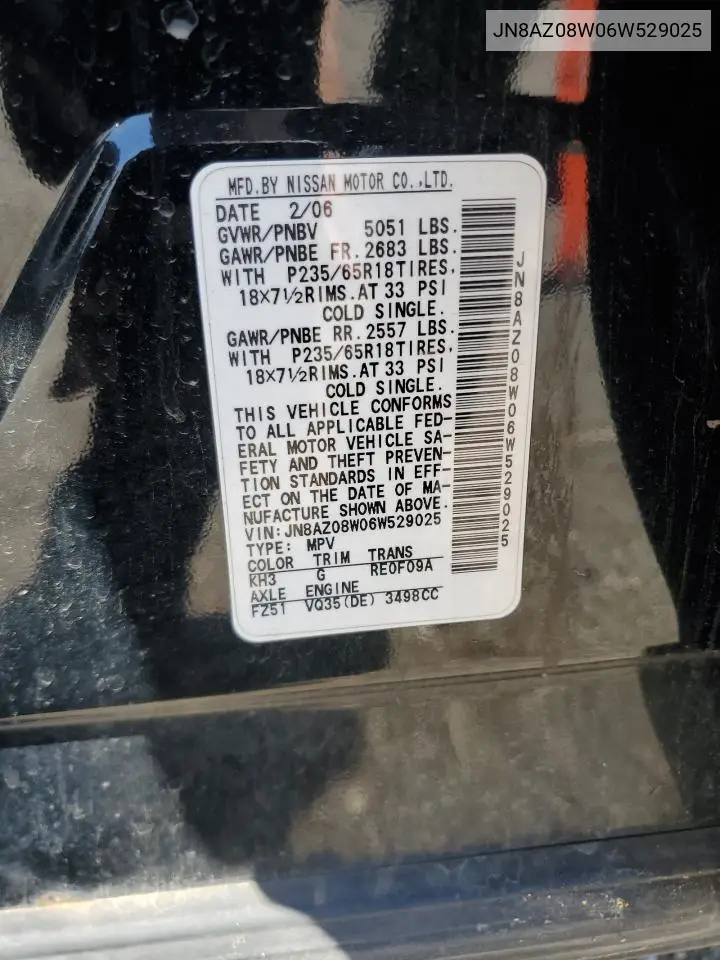 JN8AZ08W06W529025
MFD.BY NISSAN MOTOR CO.,LTD.
DATE 2/06
GVWR/PNBV 5051 LBS.
GAWR/PNBE FR. 2683 LBS.
WITH P235/65R18TIRES,
18X7½RIMS.AT 33 PSI
COLD SINGLE.
GAWR/PNBE RR. 2557 LBS.
WITH P235/65R18TIRES,
18X7½RIMS.AT 33 PSI
COLD SINGLE.
THIS VEHICLE CONFORMS
TO ALL APPLICABLE FED-
ERAL MOTOR VEHICLE SA-
FETY AND THEFT PREVEN-
TION STANDARDS IN EFF-
ECT ON THE DATE OF MA-
NUFACTURE SHOWN ABOVE.
VIN: JN8AZ08W06W529025
TYPE: MPV
COLOR TRIM TRANS
KH3 G RE0F09A
AXLE ENGINE
FZ51 VQ35(DE) 3498CC
JN8AZ08W06W529025